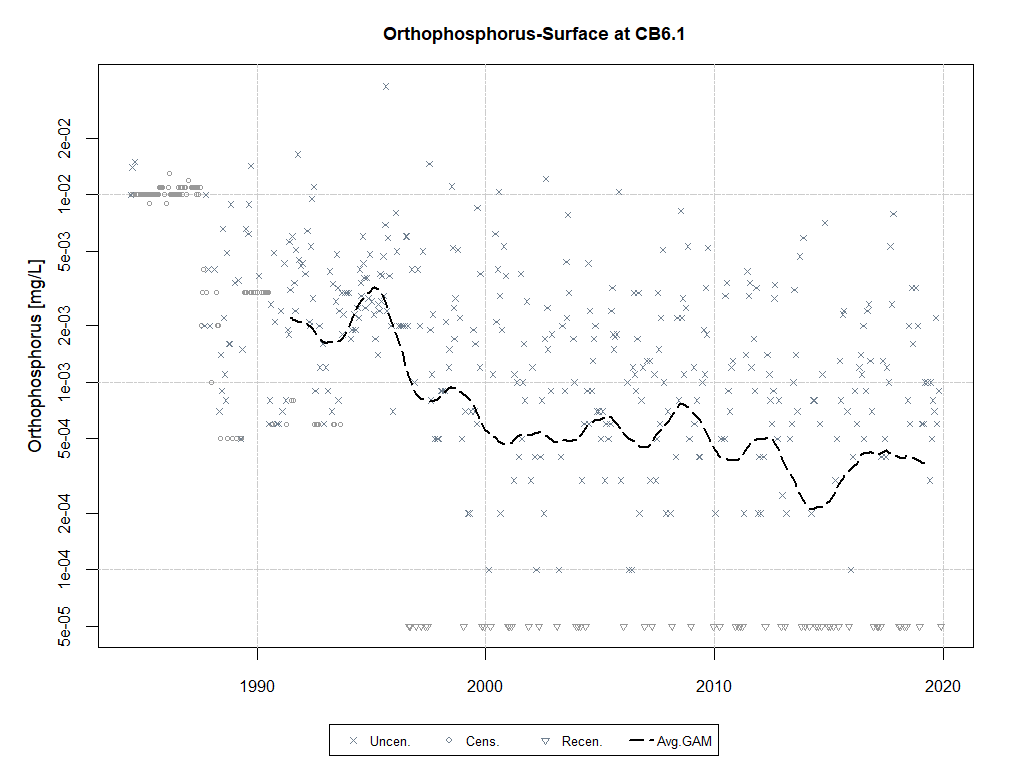 Orthophosphorus-Surface at CB6.1
Orthophosphorus [mg/L]
2e-02
1e-02
5e-03
2e-03
1e-03
5e-04
2e-04
1e-04
5e-05
1990 2000 2010 2020
Uncen. Cens. Recen. Avg.GAM